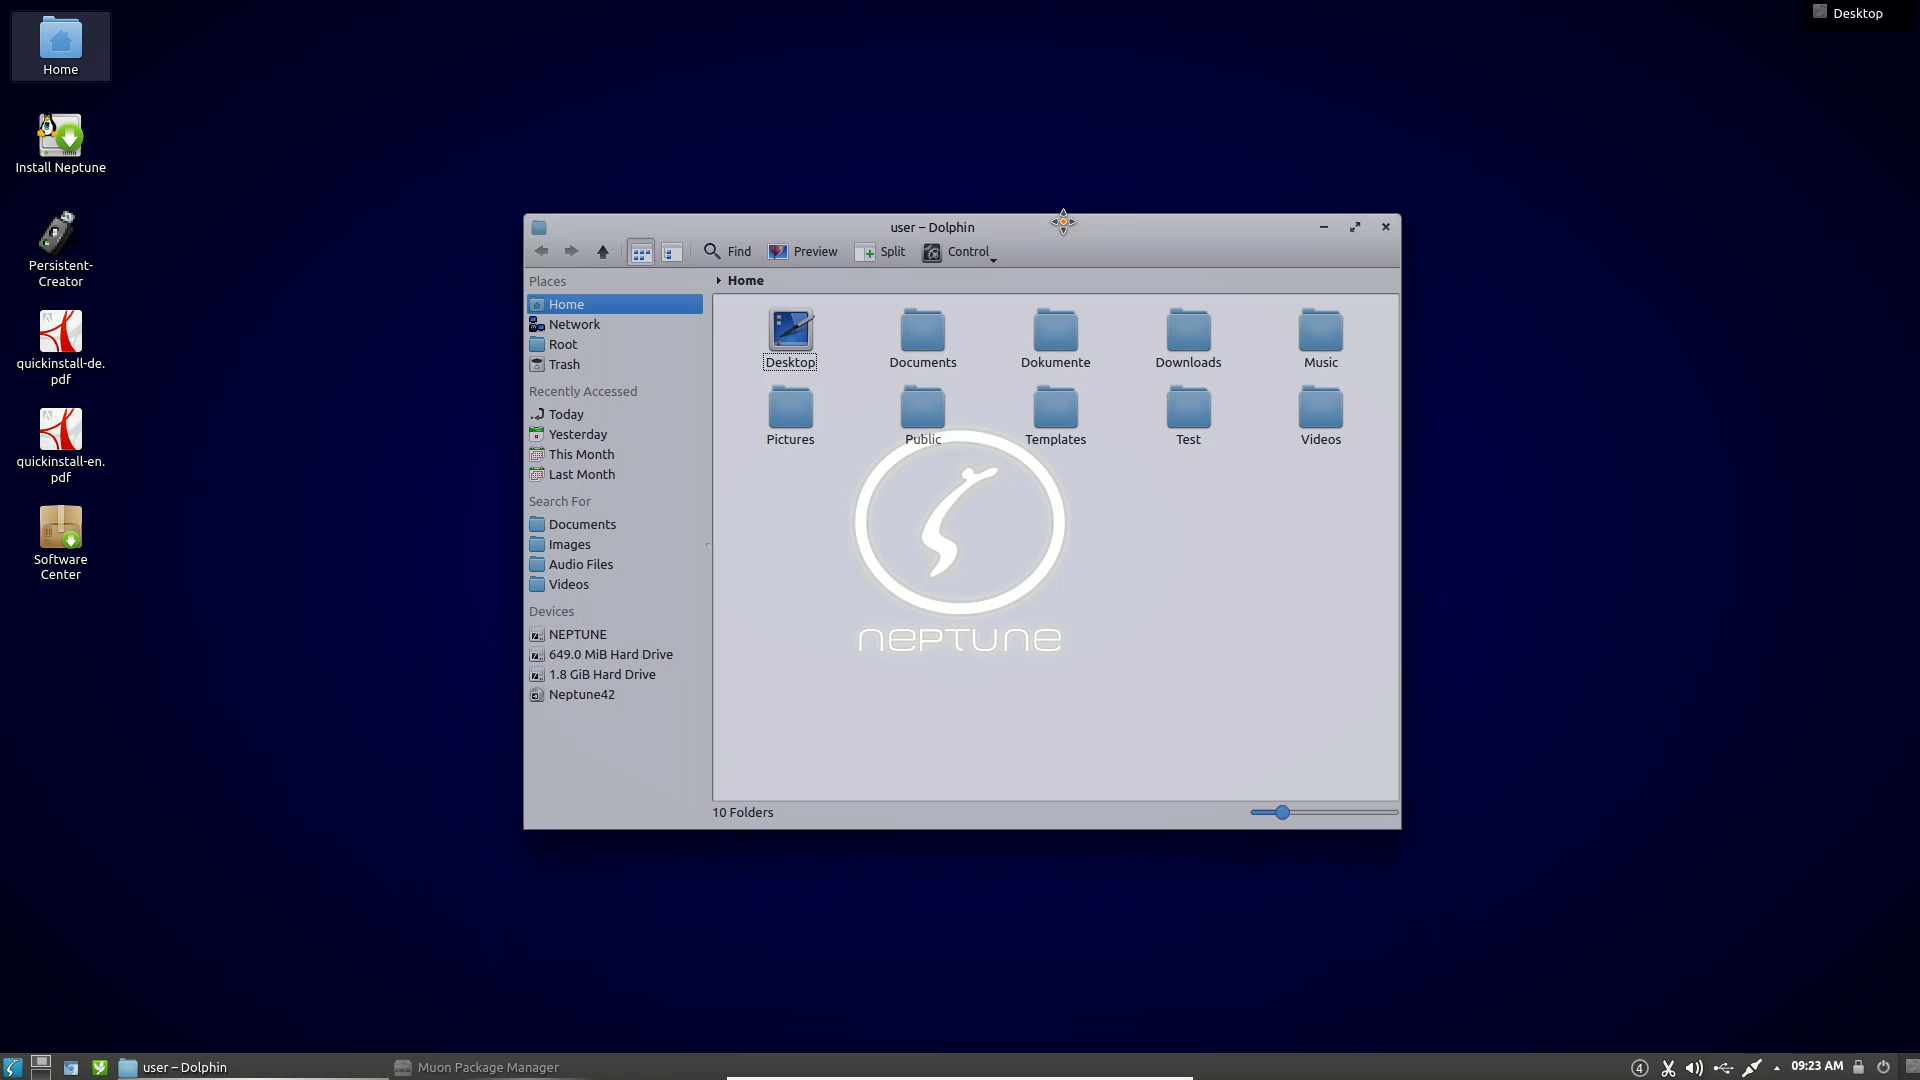 Desktop
Home
Install Neptune
Persistent-
Creator
quickinstall-de.
pdf
quickinstall-en.
pdf
Software
Center
user – Dolphin
Find
Preview
Split
Control
Places
Home
Network
Root
Trash
Recently Accessed
Today
Yesterday
This Month
Last Month
Search For
Documents
Images
Audio Files
Videos
Devices
NEPTUNE
649.0 MiB Hard Drive
1.8 GiB Hard Drive
Neptune42
Home
Desktop Documents Dokumente Downloads Music
Pictures Public Templates Test Videos
NEPTUNE
10 Folders
user – Dolphin
Muon Package Manager
4
09:23 AM